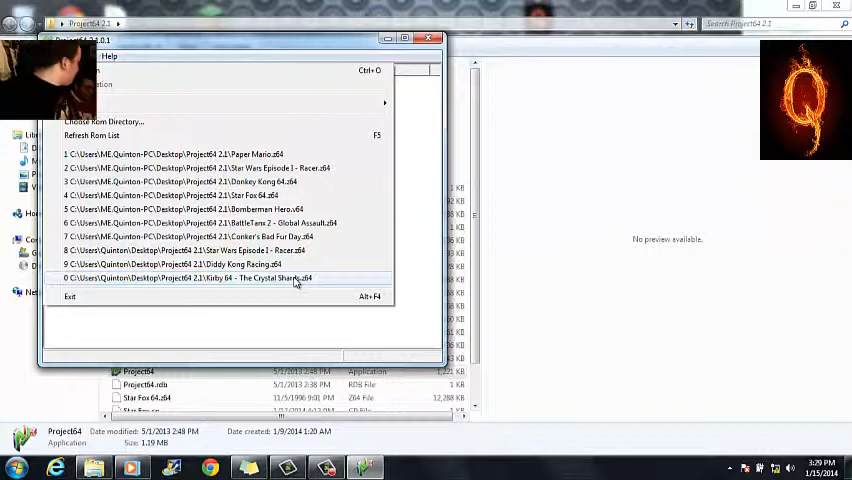 Project64 2.1
Search Project64 2.1
Project64 2.1.0.1
Help
Ctrl+O
Choose Rom Directory...
Refresh Rom List F5
1 C:\Users\ME.Quinton-PC\Desktop\Project64 2.1\Paper Mario.z64
2 C:\Users\ME.Quinton-PC\Desktop\Project64 2.1\Star Wars Episode I - Racer.z64
3 C:\Users\ME.Quinton-PC\Desktop\Project64 2.1\Donkey Kong 64.z64
4 C:\Users\ME.Quinton-PC\Desktop\Project64 2.1\Star Fox 64.z64
5 C:\Users\ME.Quinton-PC\Desktop\Project64 2.1\Bomberman Hero.v64
6 C:\Users\ME.Quinton-PC\Desktop\Project64 2.1\BattleTanx 2 - Global Assault.z64
7 C:\Users\ME.Quinton-PC\Desktop\Project64 2.1\Conker's Bad Fur Day.z64
8 C:\Users\Quinton\Desktop\Project64 2.1\Star Wars Episode I - Racer.z64
9 C:\Users\Quinton\Desktop\Project64 2.1\Diddy Kong Racing.z64
0 C:\Users\Quinton\Desktop\Project64 2.1\Kirby 64 - The Crystal Shards.z64
Exit Alt+F4
No preview available.
Q
Project64 5/1/2013 2:48 PM Application 1,221 KB
Project64.rdb 5/1/2013 2:38 PM RDB File 1 KB
Star Fox 64.z64 11/5/1996 9:01 PM Z64 File 12,288 KB
Project64 Date modified: 5/1/2013 2:48 PM Date created: 1/9/2014 1:20 AM
Application Size: 1.19 MB
3:29 PM
1/15/2014